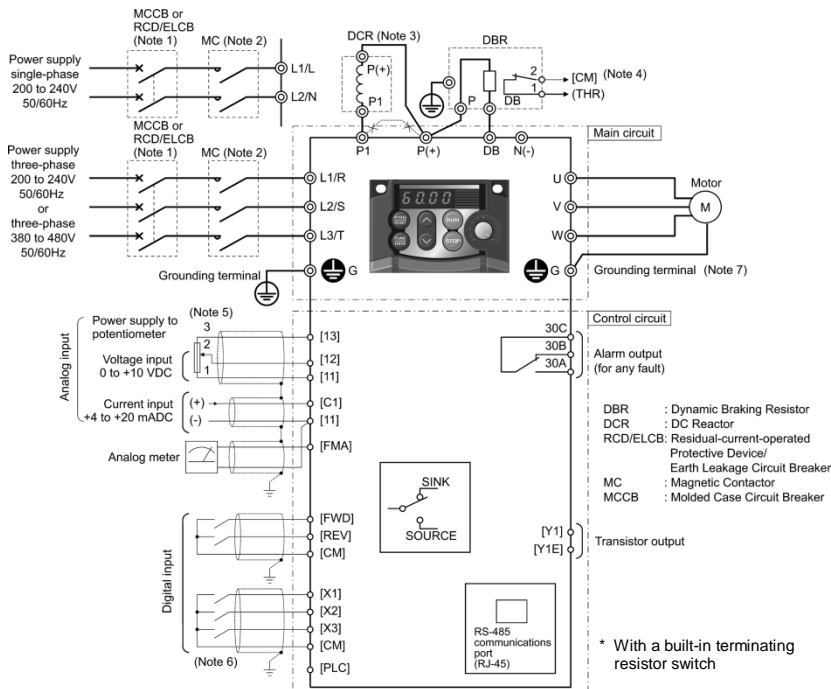 MCCB or
RCD/ELCB
(Note 1)
MC (Note 2)
Power supply
single-phase
200 to 240V
50/60Hz
L1/L
L2/N
DCR (Note 3)
P(+)
P1
DBR
P
DB
2
1
[CM] (Note 4)
(THR)
P1
P(+)
DB
N(-)
Main circuit
MCCB or
RCD/ELCB
(Note 1)
MC (Note 2)
Power supply
three-phase
200 to 240V
50/60Hz
or
three-phase
380 to 480V
50/60Hz
L1/R
L2/S
L3/T
60.00
RUN
STOP
U
V
W
Motor
M
Grounding terminal
G
G
Grounding terminal (Note 7)
Control circuit
Analog input
(Note 5)
Power supply to
potentiometer
3
2
1
Voltage input
0 to +10 VDC
[13]
[12]
[11]
Current input
+4 to +20 mADC
(+)
(-)
[C1]
[11]
Analog meter
[FMA]
30C
30B
30A
Alarm output
(for any fault)
DBR : Dynamic Braking Resistor
DCR : DC Reactor
RCD/ELCB: Residual-current-operated
Protective Device/
Earth Leakage Circuit Breaker
MC : Magnetic Contactor
MCCB : Molded Case Circuit Breaker
SINK
SOURCE
Digital input
[FWD]
[REV]
[CM]
[X1]
[X2]
[X3]
[CM]
(Note 6)
[PLC]
[Y1]
[Y1E]
Transistor output
RS-485
communications
port
(RJ-45)
* With a built-in terminating
resistor switch